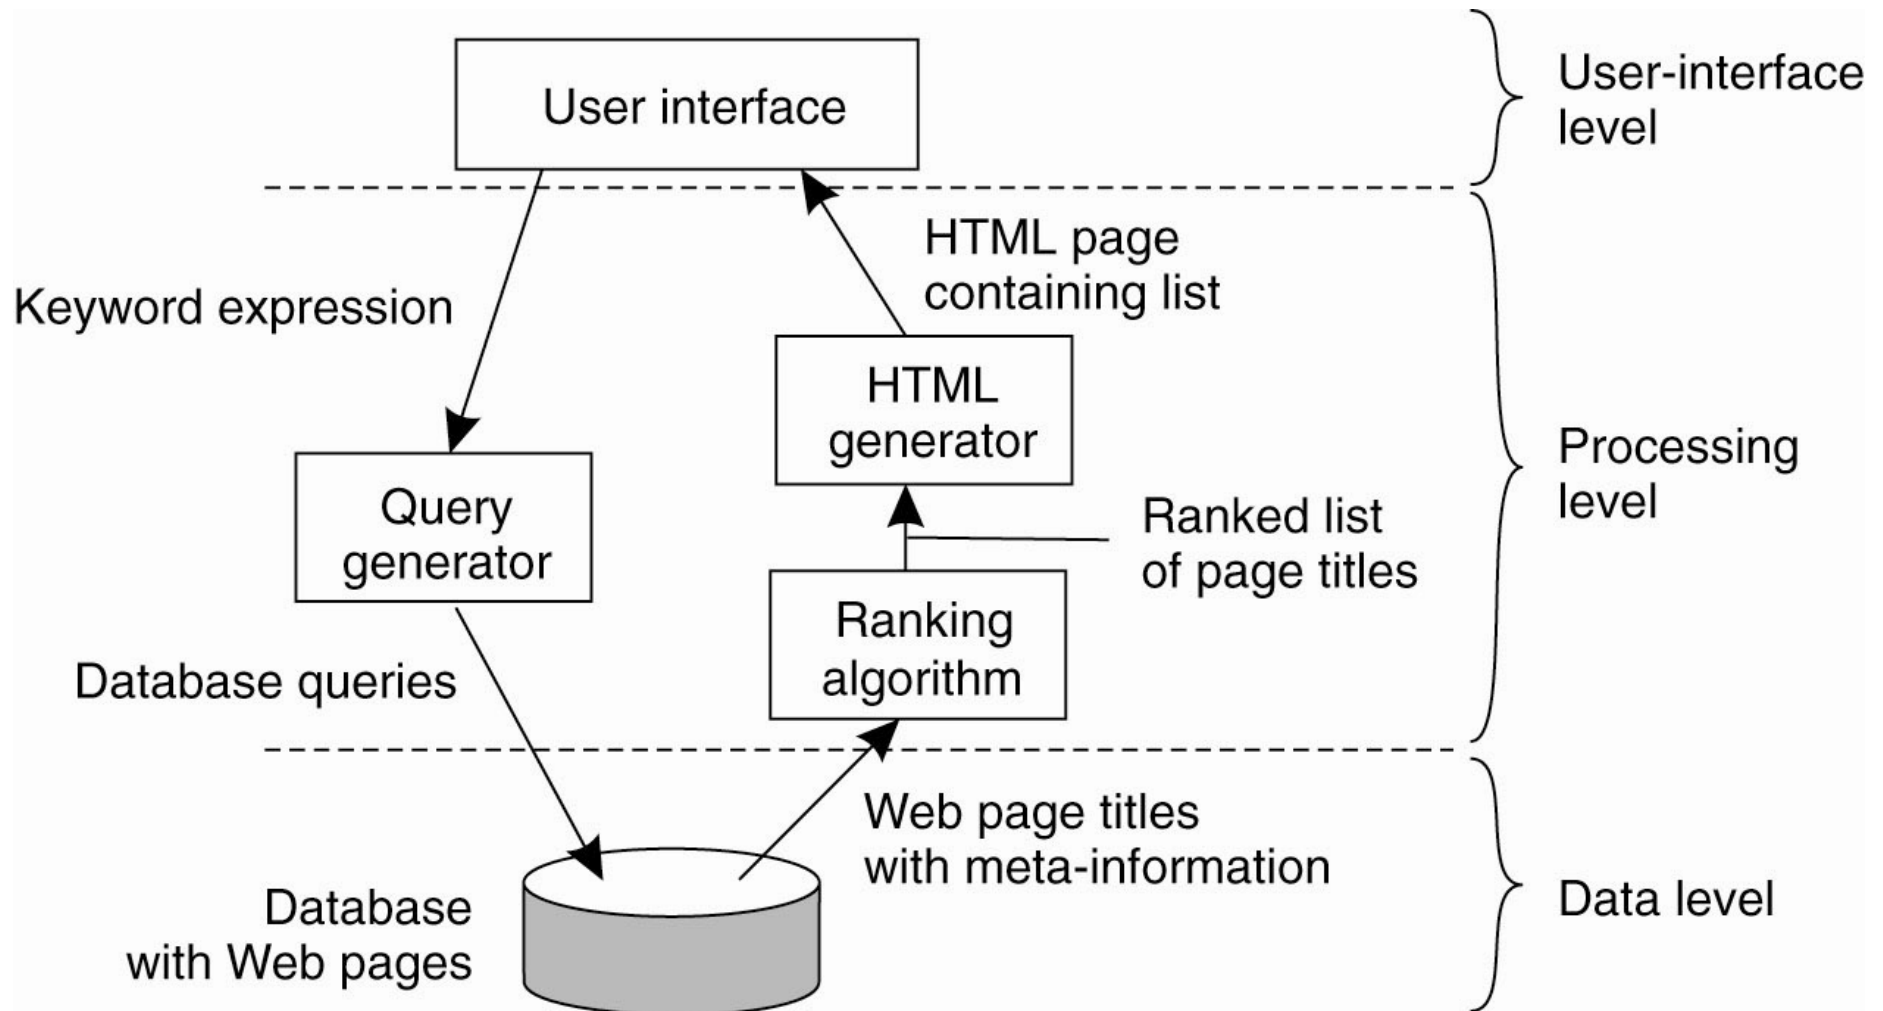 User interface
User-interface
level
Keyword expression
HTML page
containing list
HTML
generator
Query
generator
Ranked list
of page titles
Processing
level
Ranking
algorithm
Database queries
Web page titles
with meta-information
Database
with Web pages
Data level